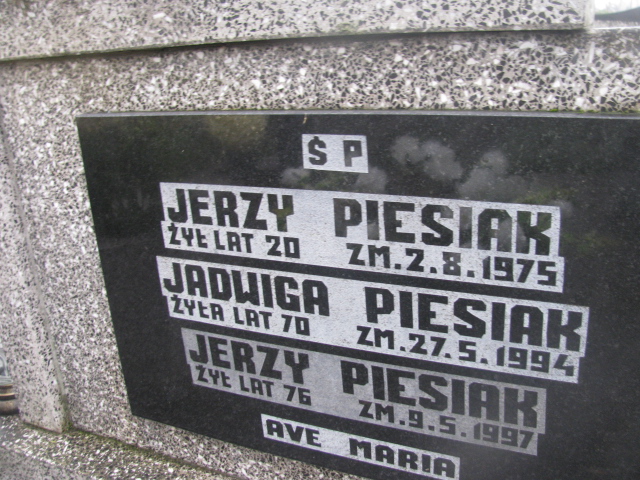 Ś P
JERZY PIESIAK
ŻYŁ LAT 20 ZM.2.8.1975
JADWIGA PIESIAK
ŻYŁA LAT 70 ZM.27.5.1994
JERZY PIESIAK
ŻYŁ LAT 76 ZM.9.5.1997
AVE MARIA